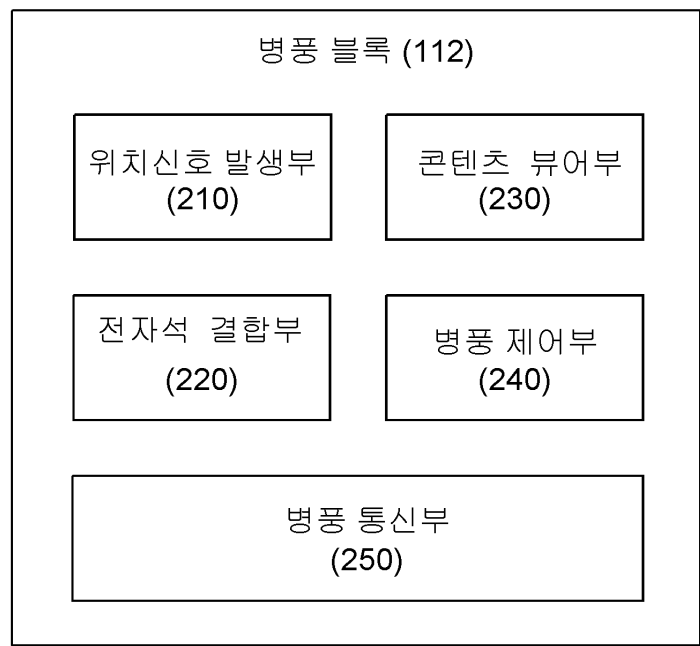 병풍 블록 (112)
위치신호 발생부
(210)
콘텐츠 뷰어부
(230)
전자석 결합부
(220)
병풍 제어부
(240)
병풍 통신부
(250)